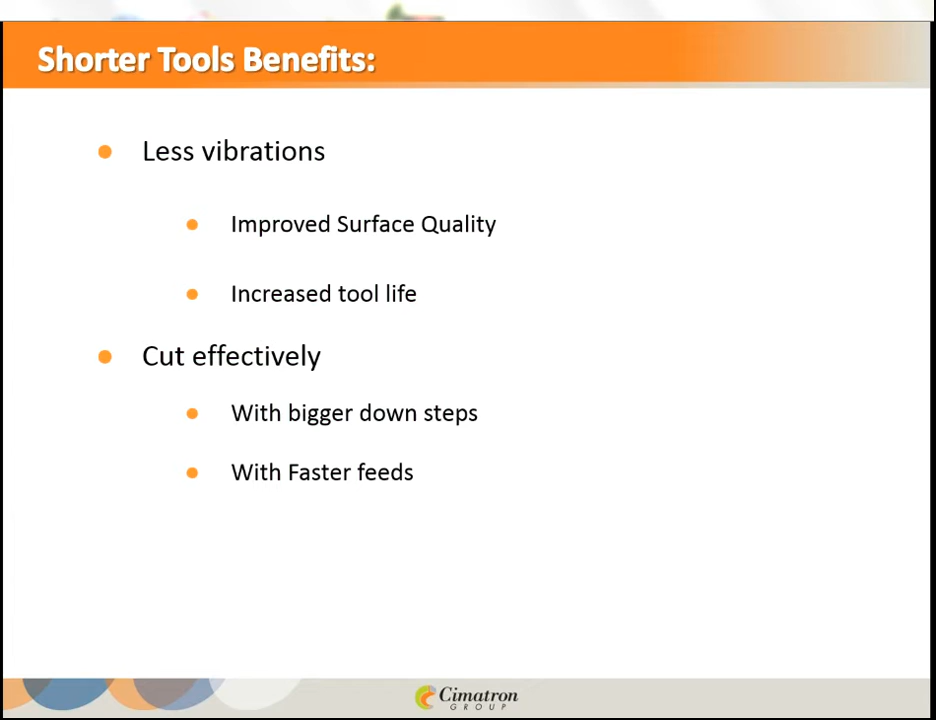 Shorter Tools Benefits:
Less vibrations
Improved Surface Quality
Increased tool life
Cut effectively
With bigger down steps
With Faster feeds
Cimatron
GROUP